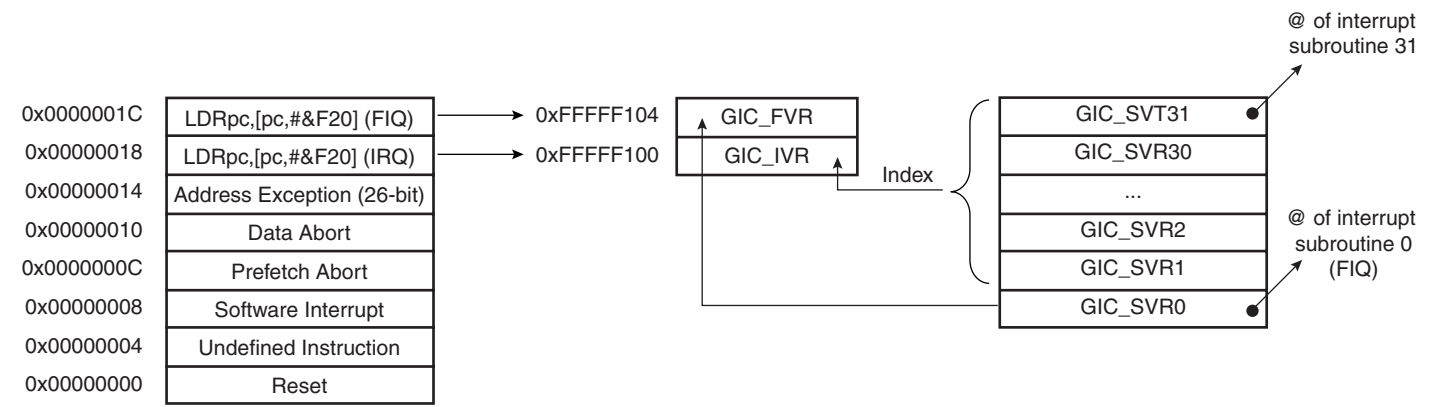 @ of interrupt
subroutine 31
0x0000001C
LDRpc,[pc,#&F20] (FIQ)
0xFFFFF104
GIC_FVR
GIC_SVT31
0x00000018
LDRpc,[pc,#&F20] (IRQ)
0xFFFFF100
GIC_IVR
GIC_SVR30
Index
0x00000014
Address Exception (26-bit)
...
0x00000010
Data Abort
GIC_SVR2
@ of interrupt
subroutine 0
(FIQ)
0x0000000C
Prefetch Abort
GIC_SVR1
0x00000008
Software Interrupt
GIC_SVR0
0x00000004
Undefined Instruction
0x00000000
Reset